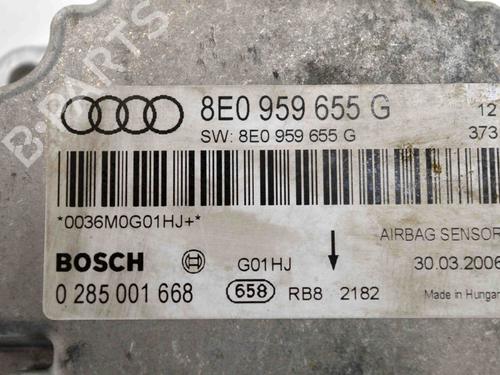 B-PARTS
8E0 959 655 G 12
SW: 8E0 959 655 G 373
*0036M0G01HJ+*
AIRBAG SENSOR
BOSCH G01HJ 30.03.2006
0 285 001 668 658 RB8 2182 Made in Hungar